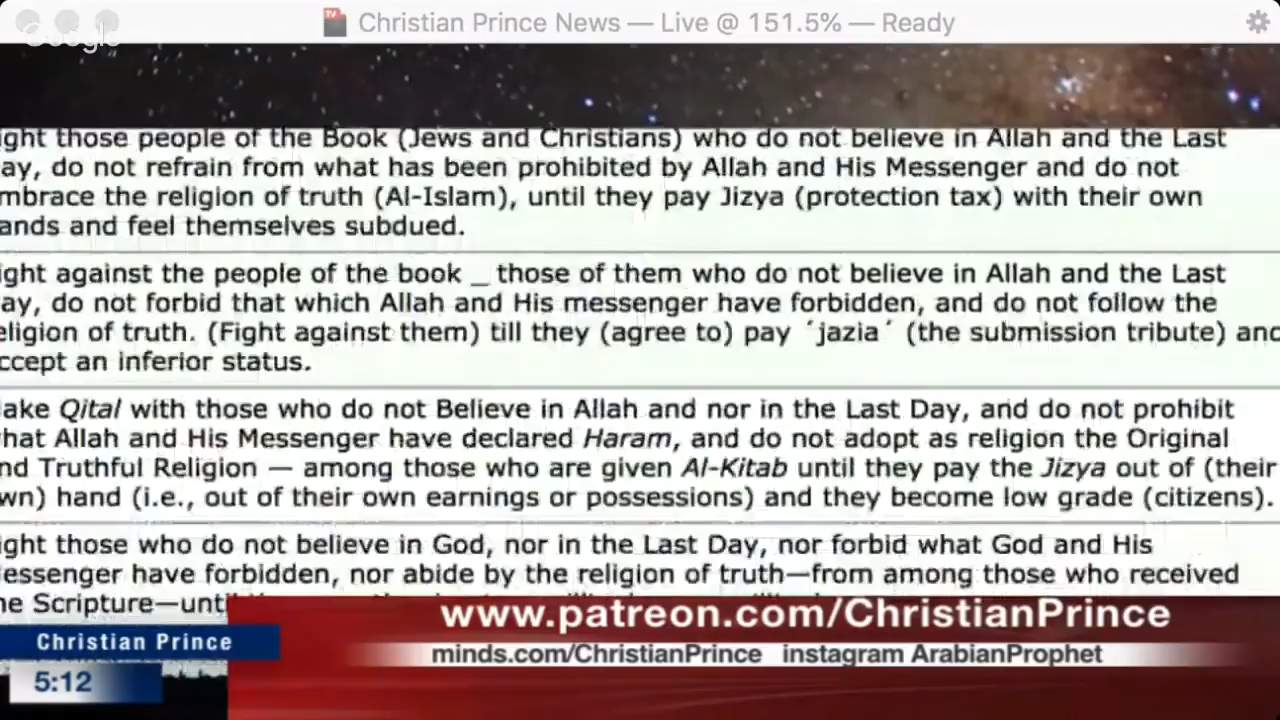 Christian Prince News — Live @ 151.5% — Ready
Google
ight those people of the Book (Jews and Christians) who do not believe in Allah and the Last
ay, do not refrain from what has been prohibited by Allah and His Messenger and do not
mbrace the religion of truth (Al-Islam), until they pay Jizya (protection tax) with their own
ands and feel themselves subdued.
ight against the people of the book _ those of them who do not believe in Allah and the Last
ay, do not forbid that which Allah and His messenger have forbidden, and do not follow the
eligion of truth. (Fight against them) till they (agree to) pay ´jazia´ (the submission tribute) and
ccept an inferior status.
ake Qital with those who do not Believe in Allah and nor in the Last Day, and do not prohibit
hat Allah and His Messenger have declared Haram, and do not adopt as religion the Original
nd Truthful Religion — among those who are given Al-Kitab until they pay the Jizya out of (their
wn) hand (i.e., out of their own earnings or possessions) and they become low grade (citizens).
ight those who do not believe in God, nor in the Last Day, nor forbid what God and His
essenger have forbidden, nor abide by the religion of truth—from among those who received
he Scripture—unt
www.patreon.com/ChristianPrince
Christian Prince
minds.com/ChristianPrince instagram ArabianProphet
5:12